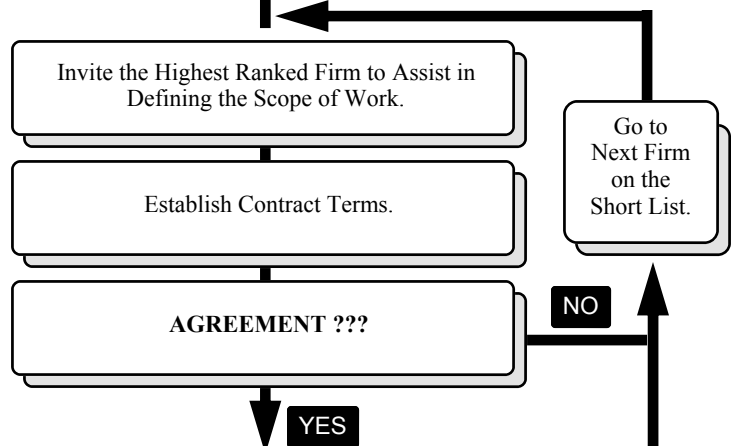 Invite the Highest Ranked Firm to Assist in
Defining the Scope of Work.
Go to
Next Firm
on the
Short List.
Establish Contract Terms.
AGREEMENT ???
NO
YES